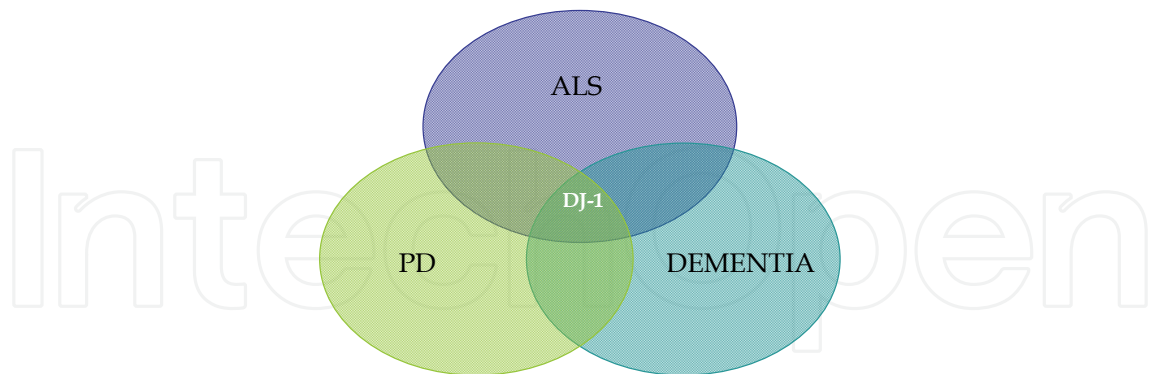 ALS
DJ-1
PD
DEMENTIA
IntechOpen